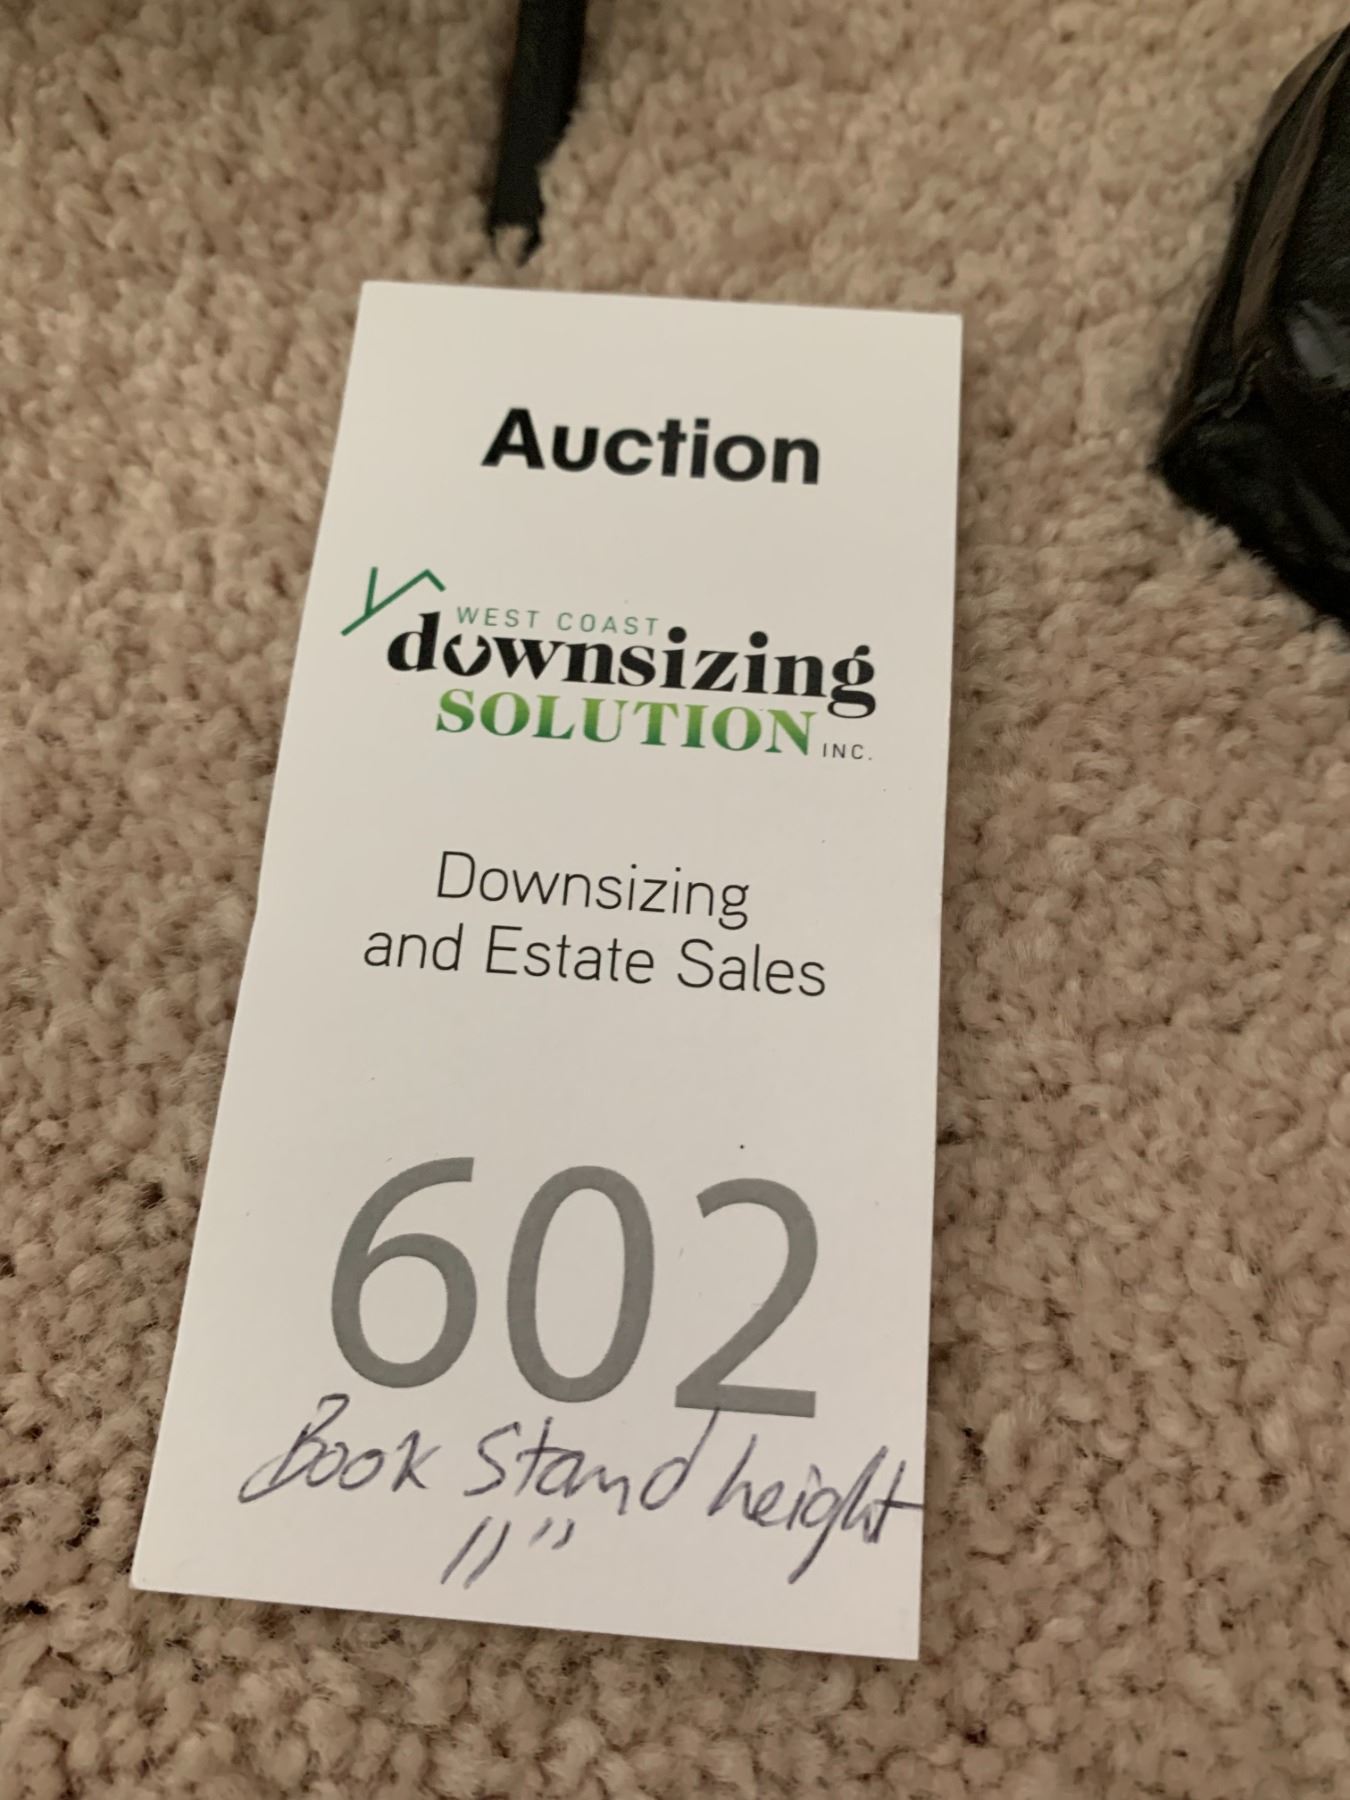 Auction
WEST COAST
downsizing
SOLUTION INC.
Downsizing
and Estate Sales
602
Book Stand height
11"